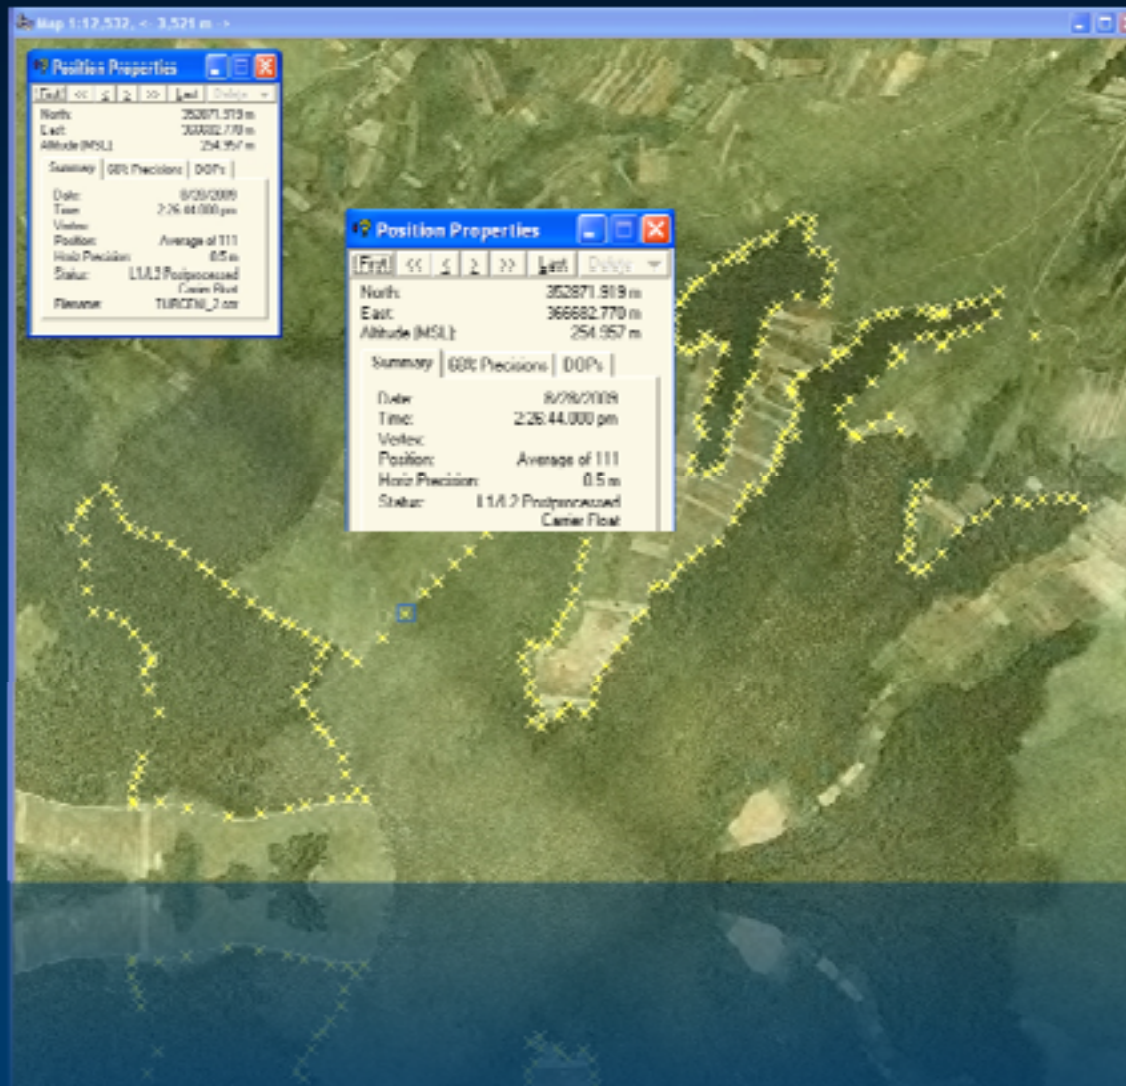 Map 1:12,532, <- 3,521 m ->
Position Properties
First << < > >> Last Delete
North: 352871.919 m
East: 366682.770 m
Altitude (MSL): 254.957 m
Summary 68% Precisions DOPs
Date: 8/28/2009
Time: 2:26:44.000 pm
Vertex:
Position: Average of 111
Horiz Precision: 0.5 m
Status: L1/L2 Postprocessed
Carrier Float
Filename:
Position Properties
First << < > >> Last Delete
North: 352871.919 m
East: 366682.770 m
Altitude (MSL): 254.957 m
Summary 68% Precisions DOPs
Date: 8/28/2009
Time: 2:26:44.000 pm
Vertex:
Position: Average of 111
Horiz Precision: 0.5 m
Status: L1/L2 Postprocessed
Carrier Float